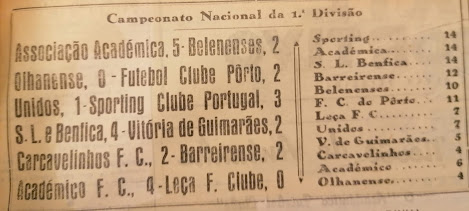 Campeonato Nacional da 1.ª Divisão
Associação Académica, 5 - Belenenses, 2
Olhanense, 0 - Futebol Clube Pôrto, 2
Unidos, 1 - Sporting Clube Portugal, 3
S. L. e Benfica, 4 - Vitória de Guimarães, 2
Carcavelinhos F. C., 2 - Barreirense, 2
Académico F. C., 4 - Leça F. Clube, 0
Sporting......... 14
Académica....... 14
S. L. Benfica..... 14
Barreirense...... 12
Belenenses...... 10
F. C. do Pôrto.... 11
Leça F. C........ 7
Unidos.......... 7
V. de Guimarães.. 5
Carcavelinhos.... 4
Académico....... 6
Olhanense....... 4